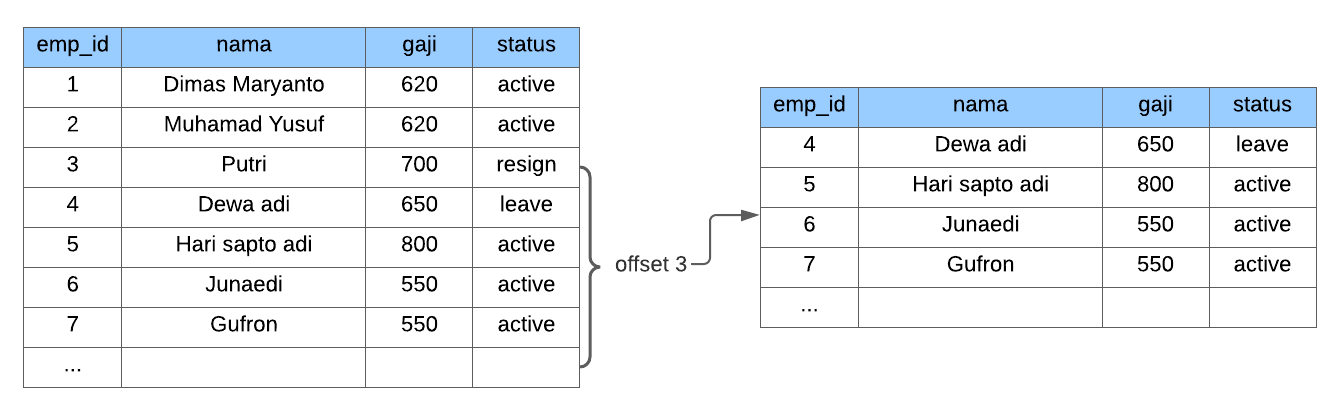 emp_id nama gaji status
1 Dimas Maryanto 620 active
2 Muhamad Yusuf 620 active
3 Putri 700 resign
4 Dewa adi 650 leave
5 Hari sapto adi 800 active
6 Junaedi 550 active
7 Gufron 550 active
...
offset 3
emp_id nama gaji status
4 Dewa adi 650 leave
5 Hari sapto adi 800 active
6 Junaedi 550 active
7 Gufron 550 active
...